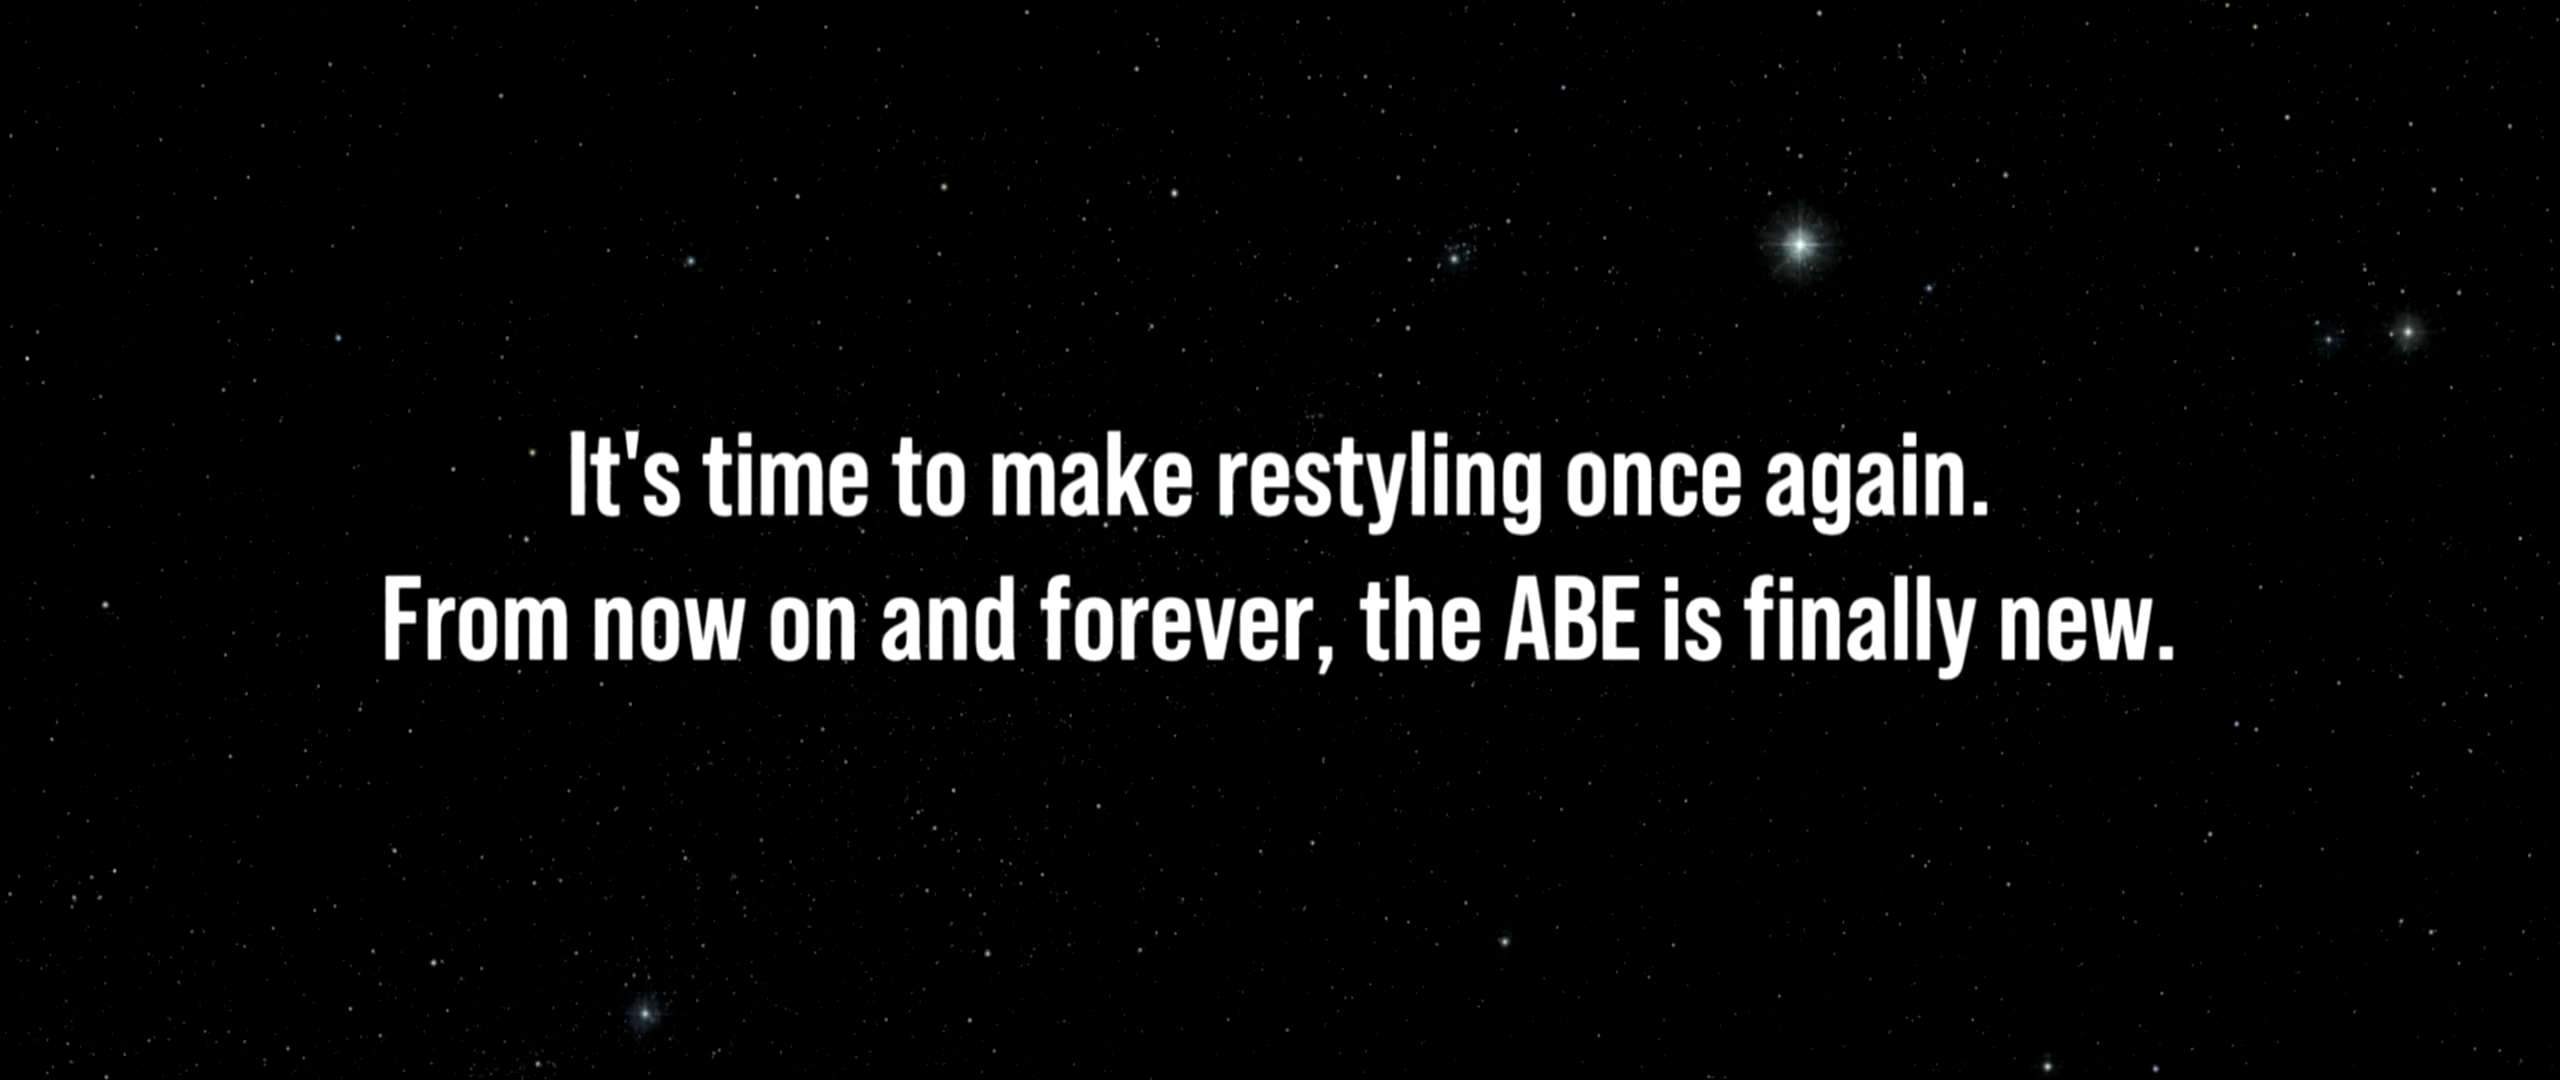 It's time to make restyling once again.
From now on and forever, the ABE is finally new.